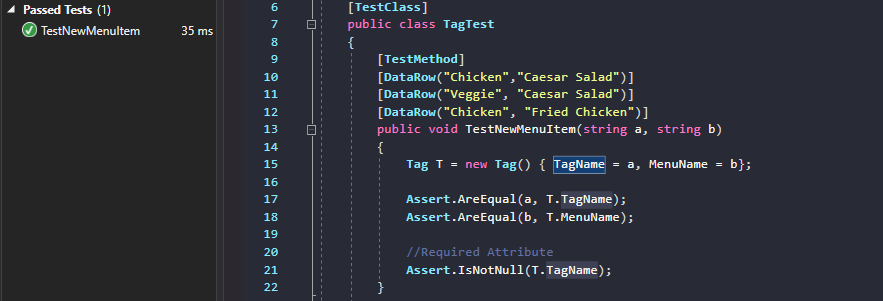 Passed Tests (1)
TestNewMenuItem 35 ms
6 [TestClass]
7 public class TagTest
8 {
9 [TestMethod]
10 [DataRow("Chicken","Caesar Salad")]
11 [DataRow("Veggie", "Caesar Salad")]
12 [DataRow("Chicken", "Fried Chicken")]
13 public void TestNewMenuItem(string a, string b)
14 {
15 Tag T = new Tag() { TagName = a, MenuName = b};
16
17 Assert.AreEqual(a, T.TagName);
18 Assert.AreEqual(b, T.MenuName);
19
20 //Required Attribute
21 Assert.IsNotNull(T.TagName);
22 }